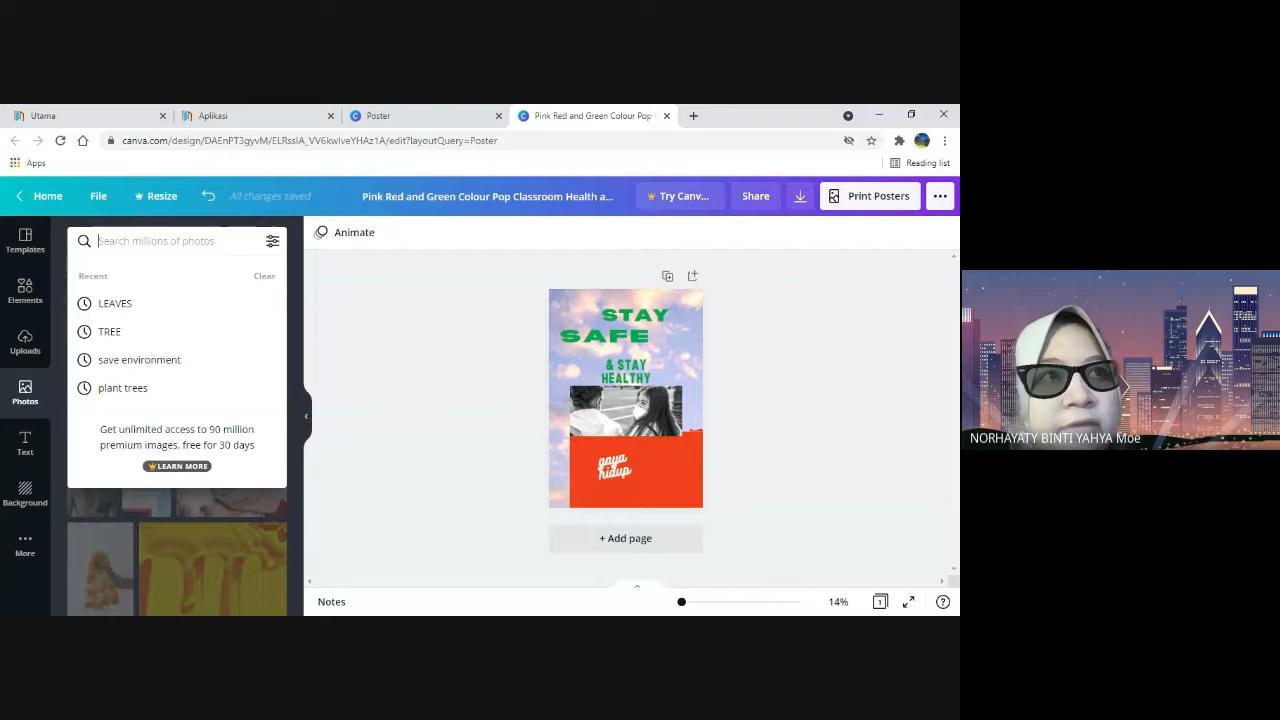 Utama
Aplikasi
Poster
Pink Red and Green Colour Pop
canva.com/design/DAEnPT3gyvM/ELRssIA_VV6kwIveYHAz1A/edit?layoutQuery=Poster
Apps
Reading list
Home
File
Resize
All changes saved
Pink Red and Green Colour Pop Classroom Health a...
Try Canv...
Share
Print Posters
Templates
Elements
Uploads
Photos
Text
Background
More
Search millions of photos
Recent
Clear
LEAVES
TREE
save environment
plant trees
Get unlimited access to 90 million
premium images, free for 30 days
LEARN MORE
Animate
STAY
SAFE
& STAY
HEALTHY
gaya
hidup
+ Add page
Notes
14%
1
NORHAYATY BINTI YAHYA Moe